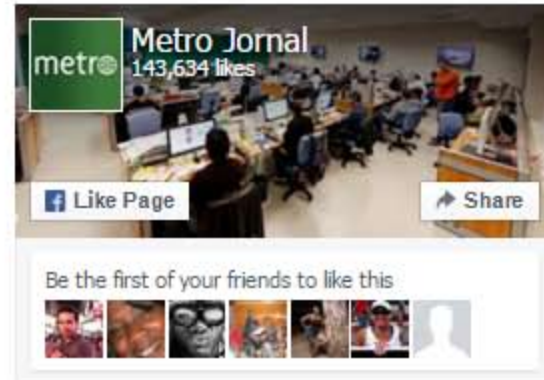 metro
Metro Jornal
143,634 likes
Like Page
Share
Be the first of your friends to like this